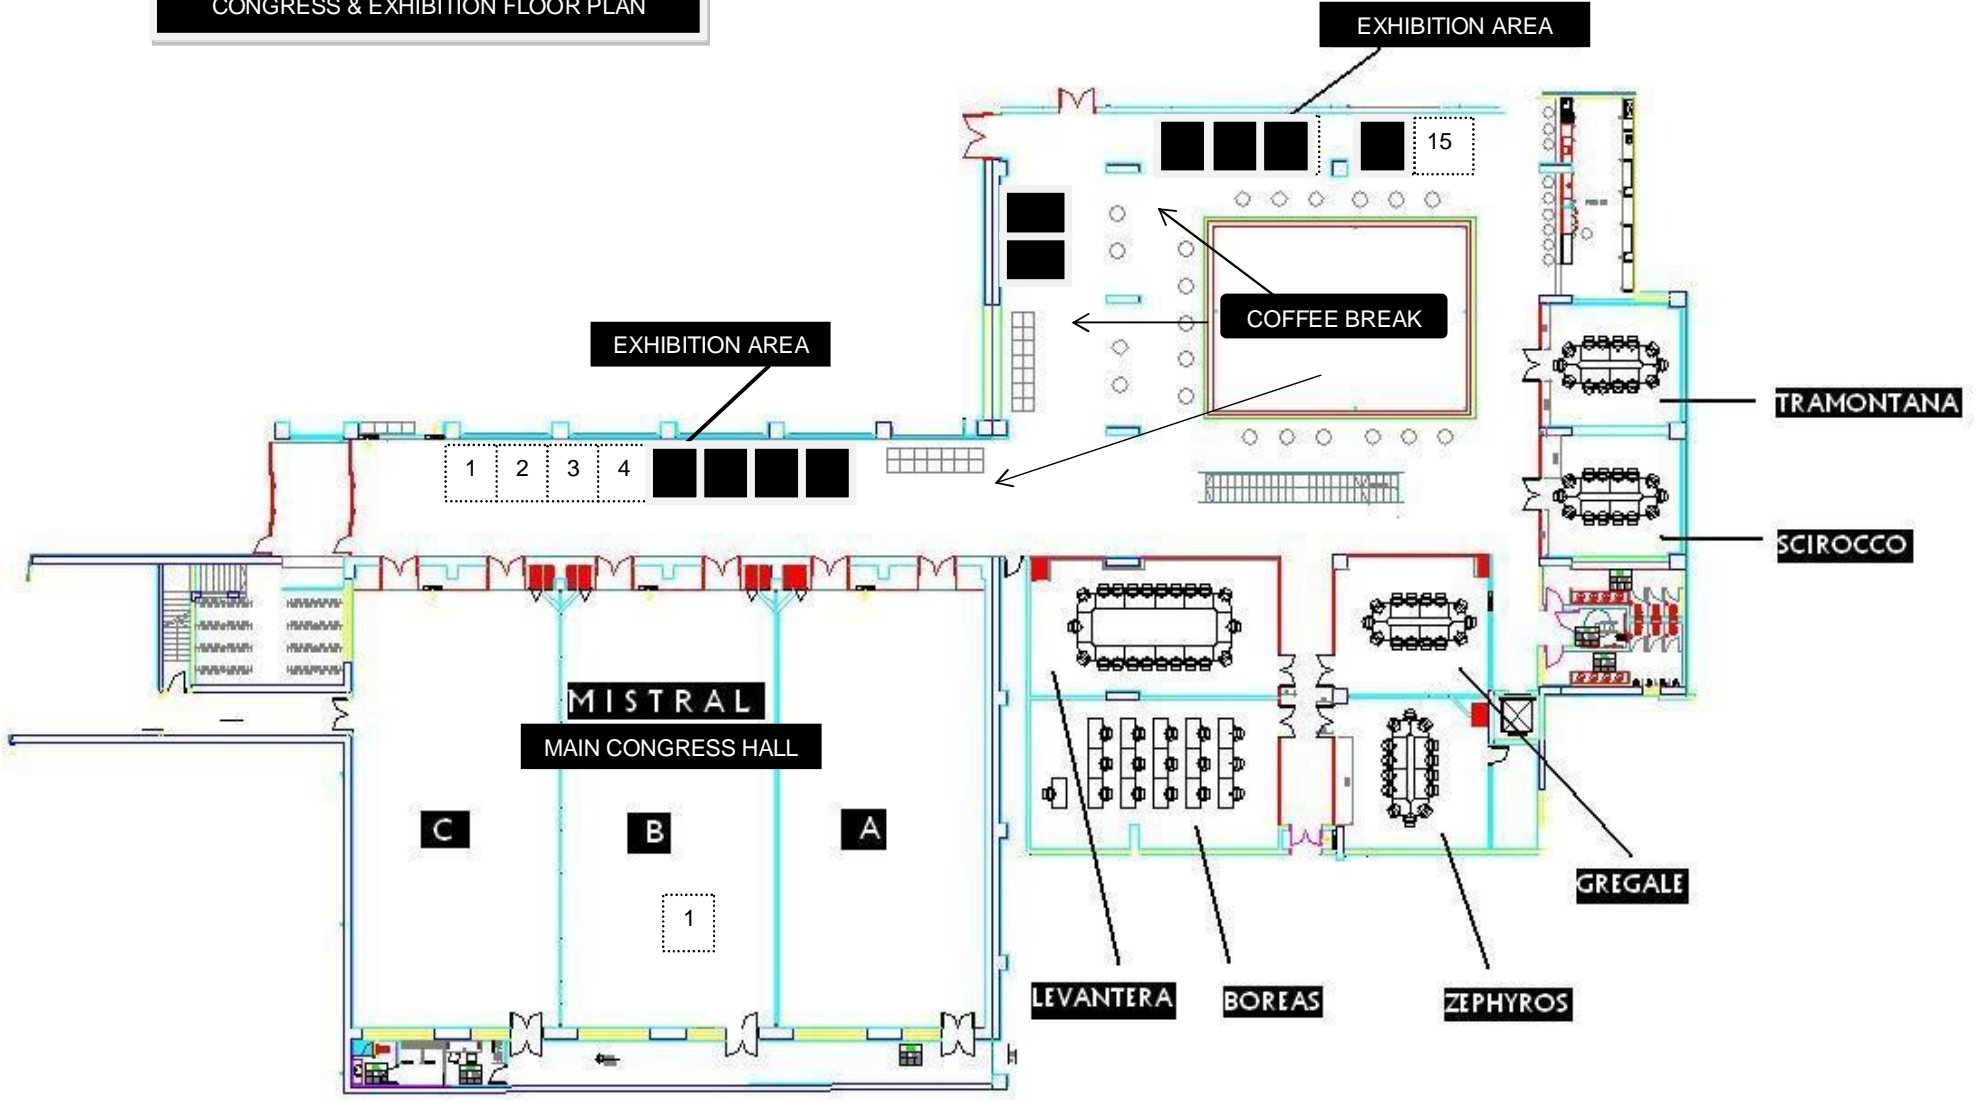 CONGRESS & EXHIBITION FLOOR PLAN
EXHIBITION AREA
15
COFFEE BREAK
EXHIBITION AREA
TRAMONTANA
1 2 3 4
SCIROCCO
MISTRAL
MAIN CONGRESS HALL
C B A
GREGALE
1
LEVANTERA BOREAS ZEPHYROS